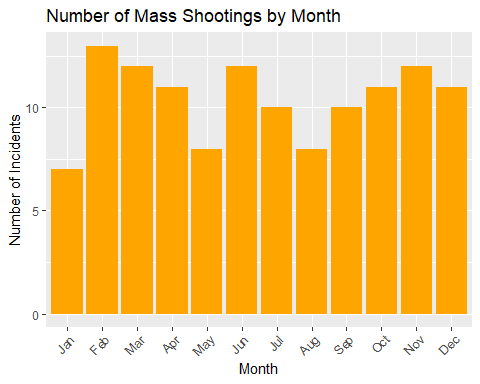 Number of Mass Shootings by Month
Number of Incidents
10
5
0
Jan Feb Mar Apr May Jun Jul Aug Sep Oct Nov Dec
Month